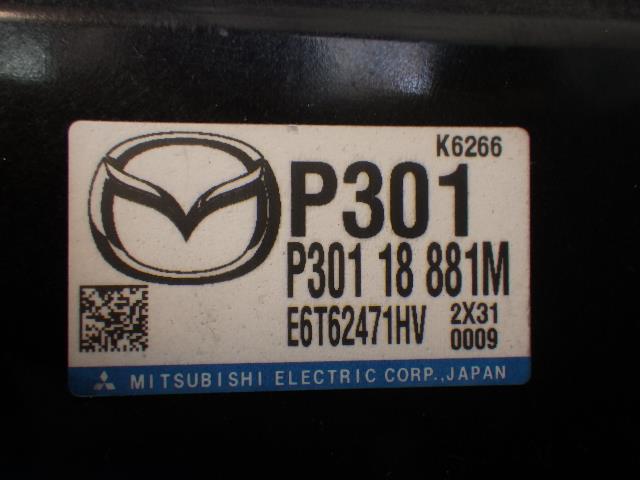 K6266
P301
P301 18 881M
E6T62471HV 2X31
0009
MITSUBISHI ELECTRIC CORP.,JAPAN